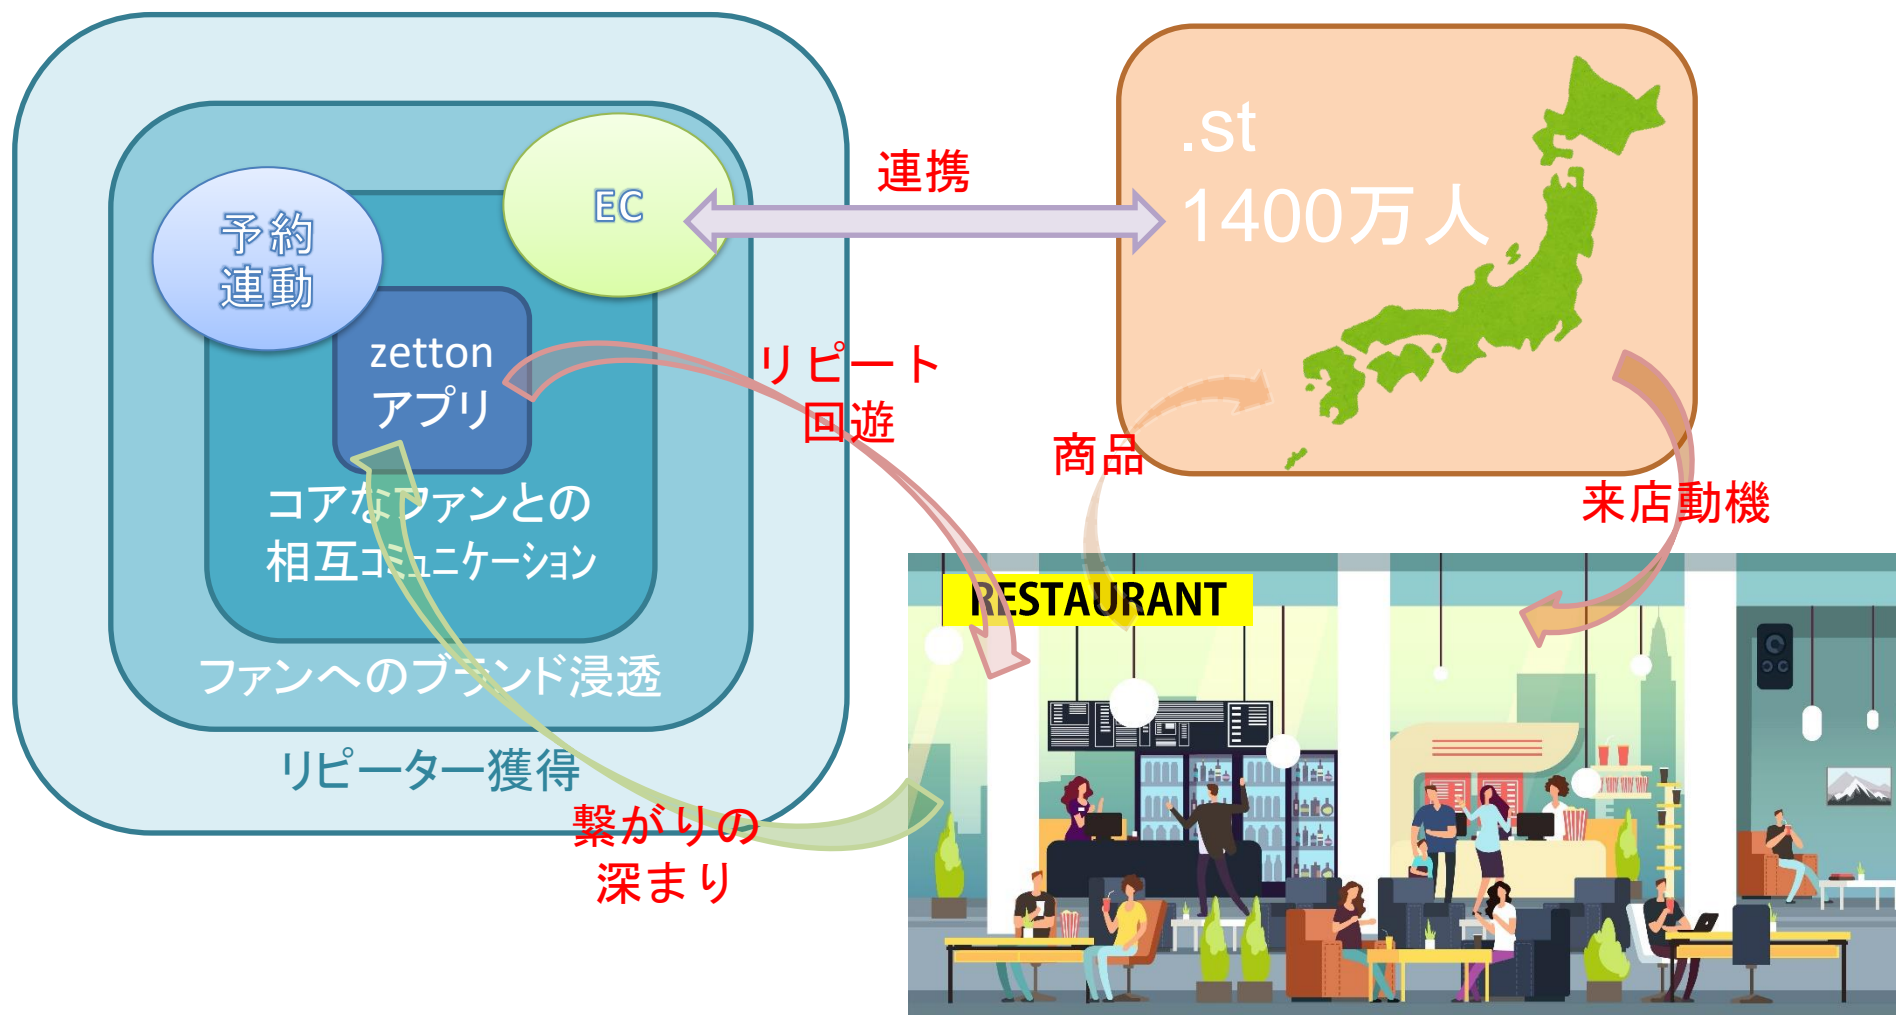 予約
連動
EC
zetton
アプリ
コアなファンとの
相互コミュニケーション
ファンへのブランド浸透
リピーター獲得
連携
.st
1400万人
リピート
回遊
商品
来店動機
繋がりの
深まり
RESTAURANT